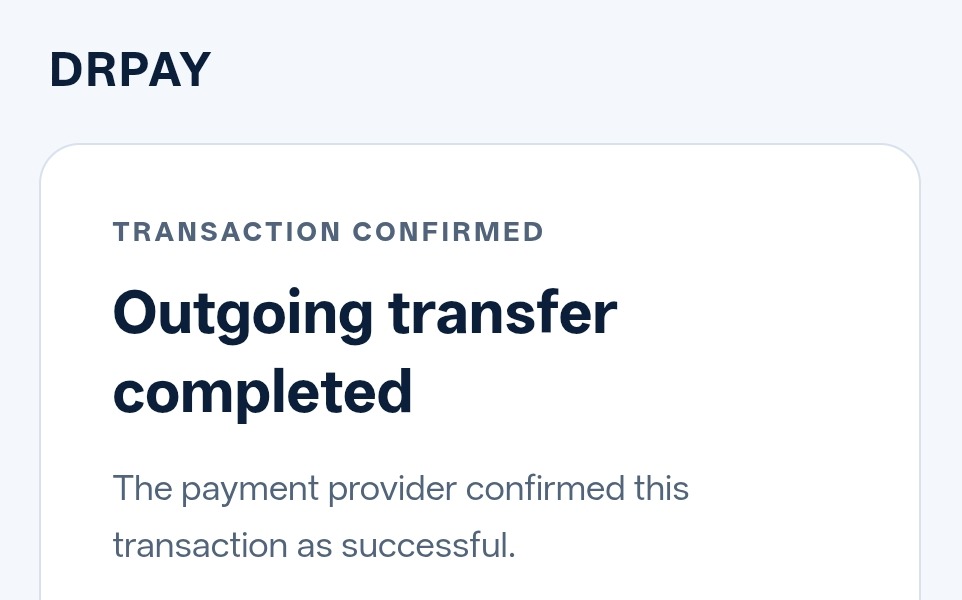 DRPAY
TRANSACTION CONFIRMED
Outgoing transfer
completed
The payment provider confirmed this
transaction as successful.